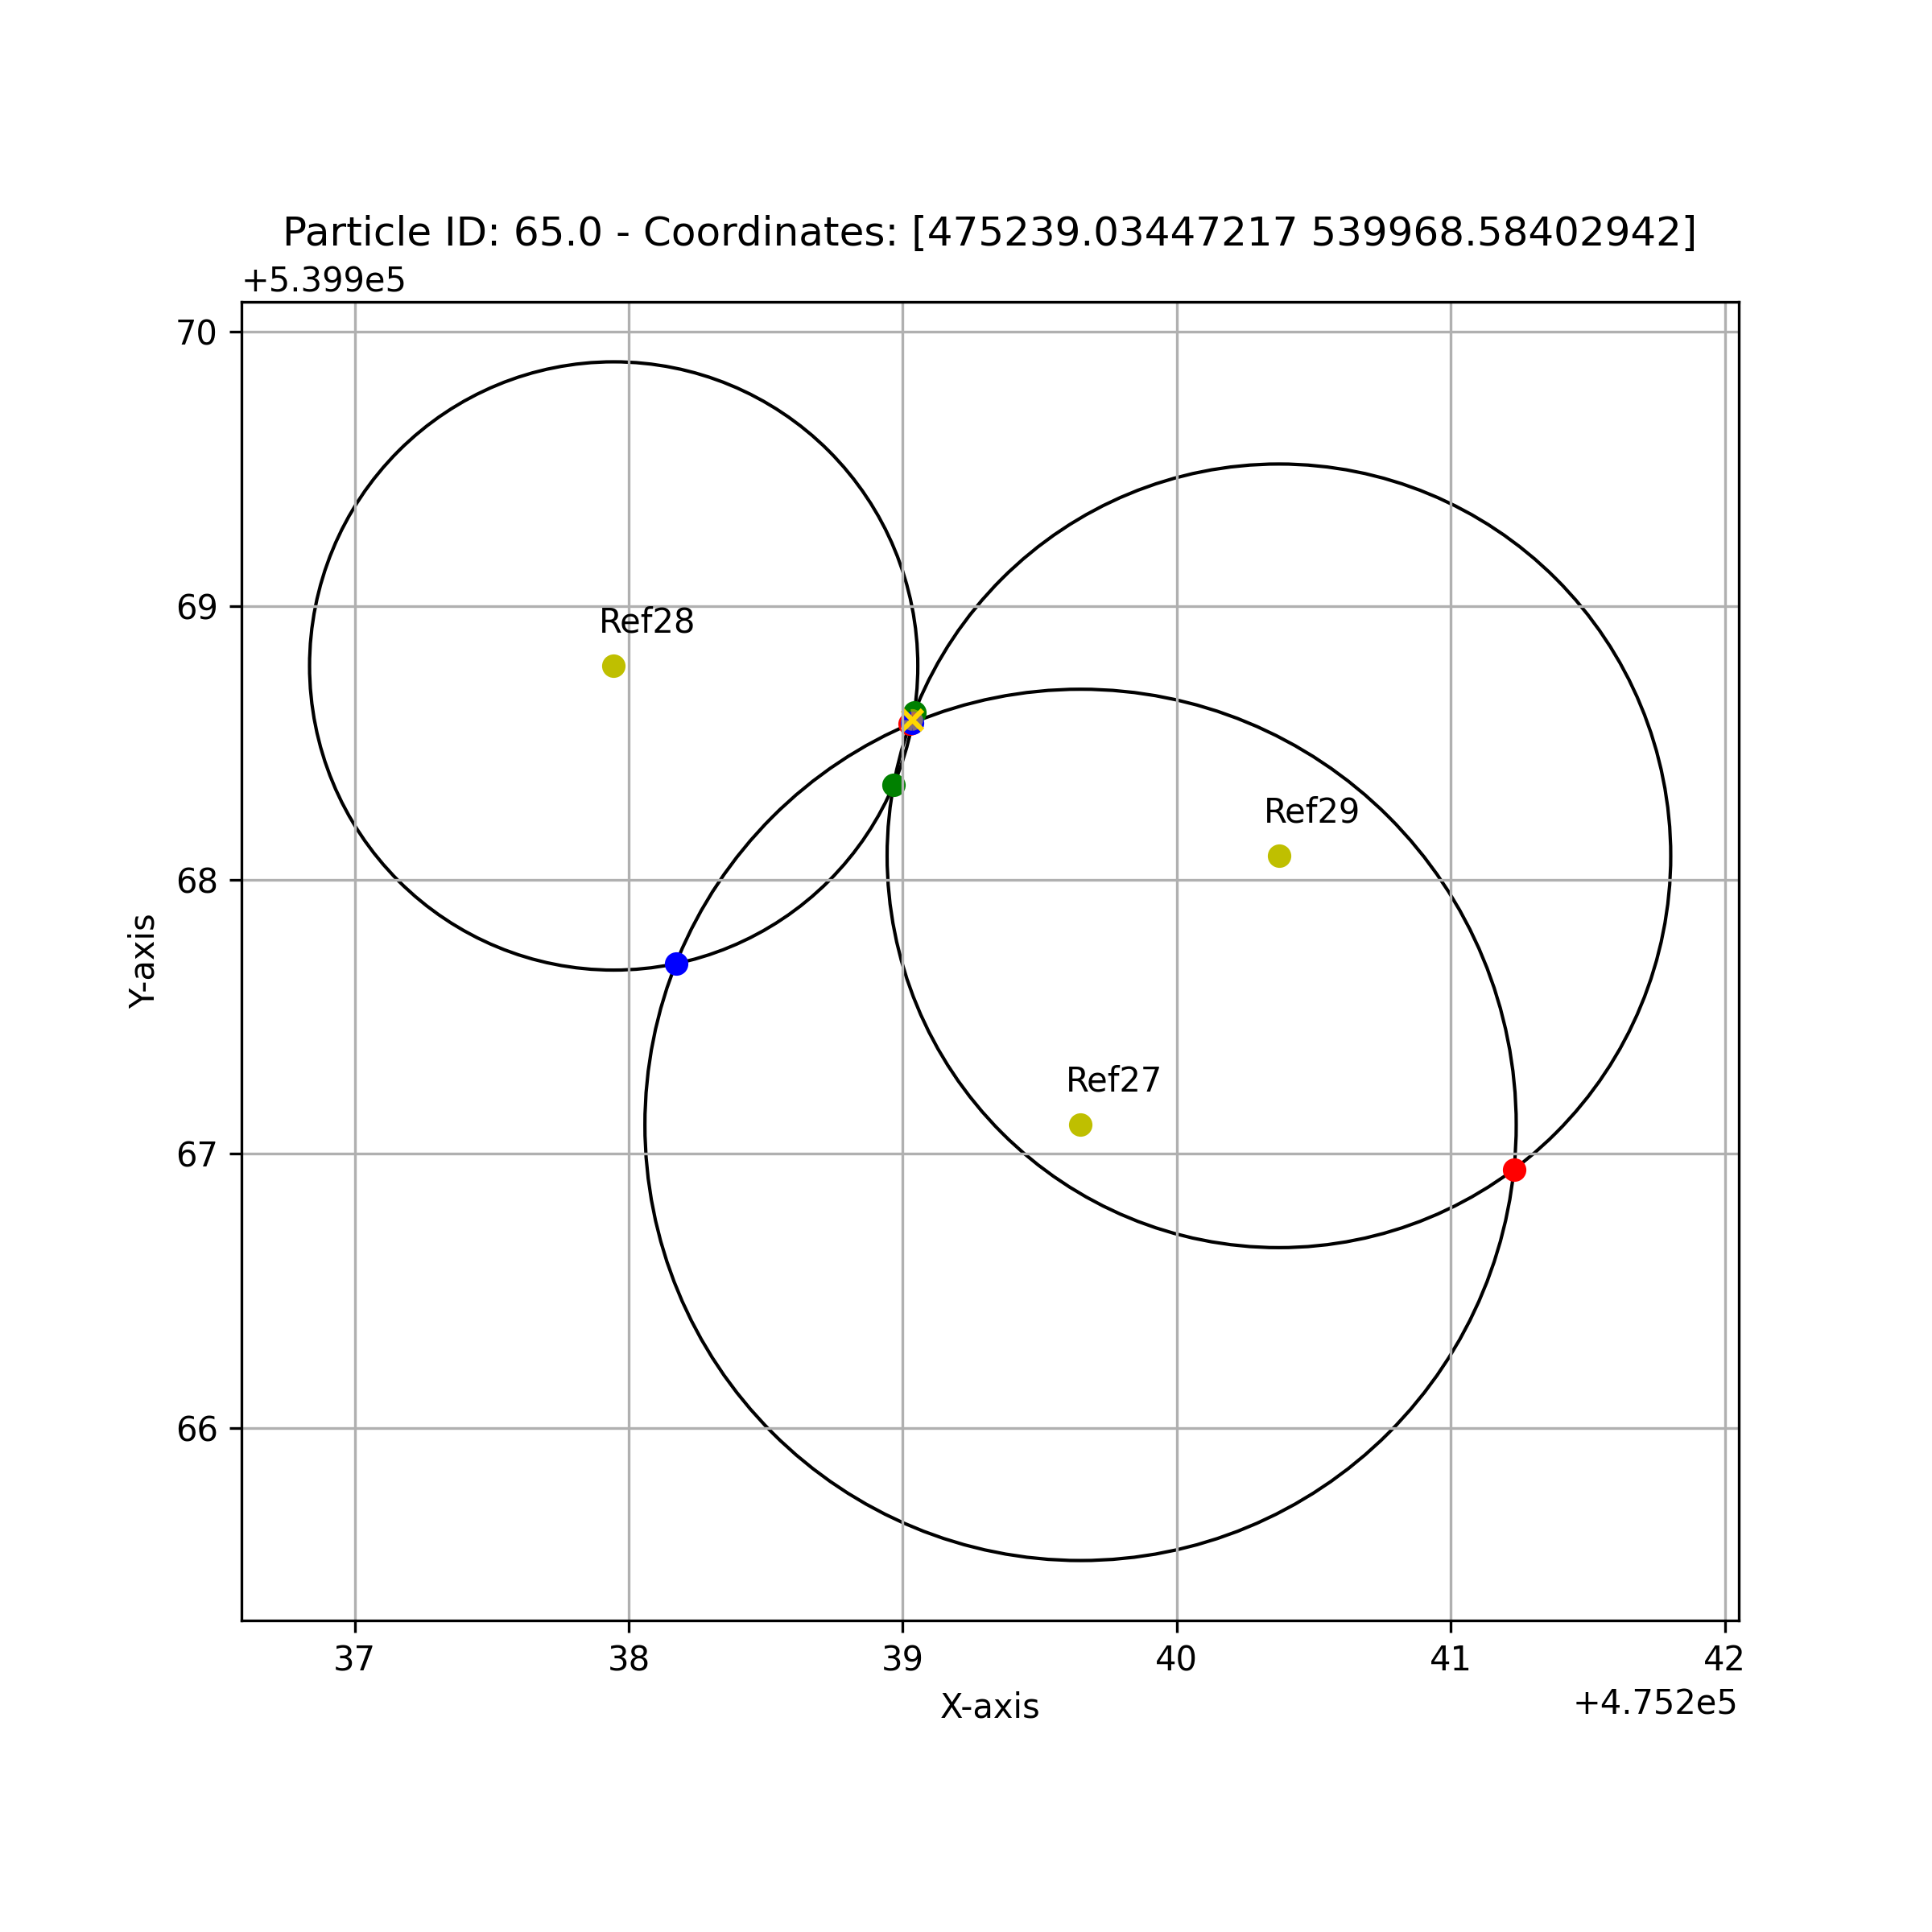 Particle ID: 65.0 - Coordinates: [475239.03447217 539968.58402942]
+5.399e5
70
69
68
67
66
Y-axis
Ref28
Ref29
Ref27
37 38 39 40 41 42
X-axis
+4.752e5